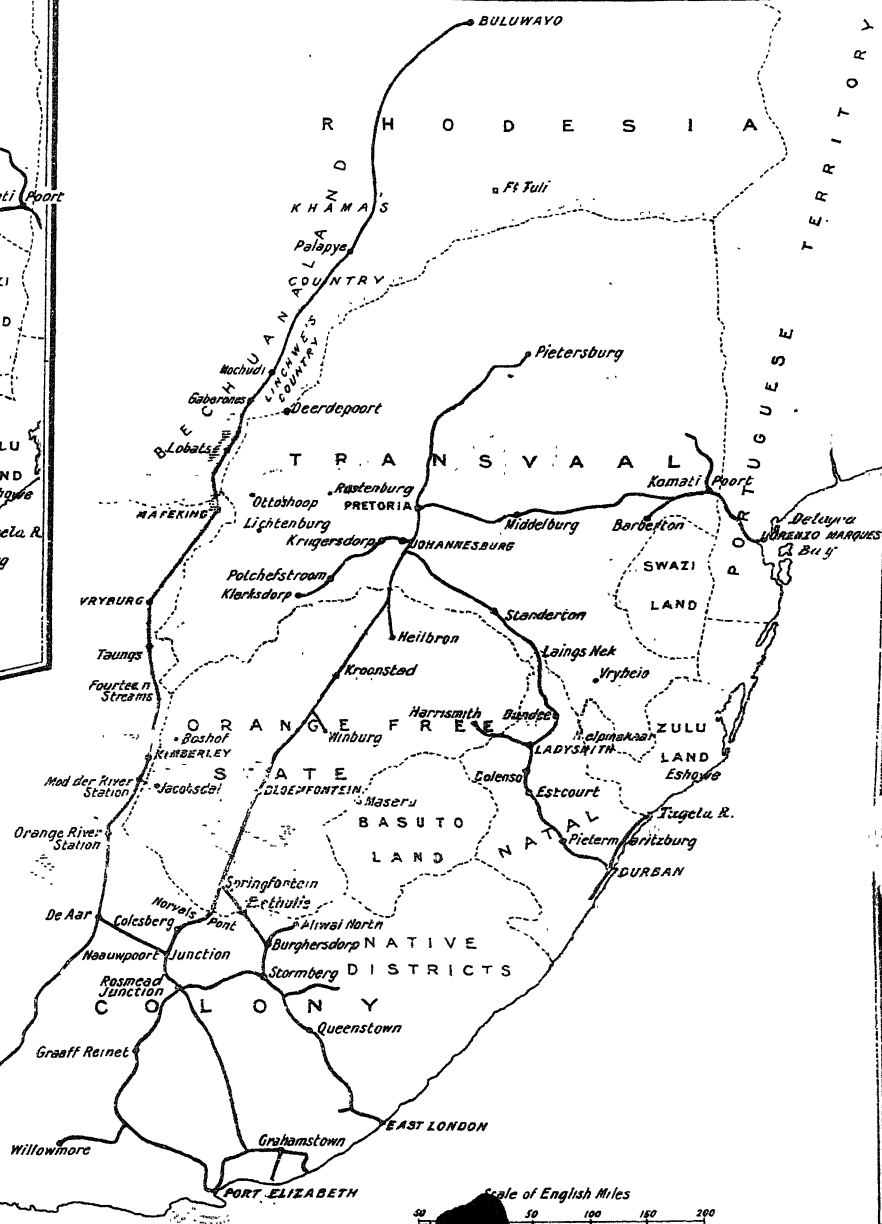 BULUWAYO
RHODESIA
Ft Tuli
PORTUGUESE TERRITORY
Poort
KHAMA'S
COUNTRY
BECHUANALAND
Palapye
LINCHWE'S
COUNTRY
Mochudi
Gaberones
Deerdepoort
Lobatsi
Pietersburg
TRANSVAAL
Komati Poort
Rustenburg
Ottoshoop
PRETORIA
MAFEKING
Lichtenburg
Middelburg
Barberton
Delagoa
LORENZO MARQUES
Bay
Krugersdorp
JOHANNESBURG
SWAZI
LAND
Potchefstroom
Klerksdorp
VRYBURG
Standerton
Heilbron
Taungs
Laings Nek
Kroonstad
Vryheid
Fourteen
Streams
Harrismith
Dundee
ORANGE FREE
STATE
Winburg
Helpmakaar
ZULU
LAND
Boshof
KIMBERLEY
LADYSMITH
Eshowe
Modder River
Station
Jacobsdal
BLOEMFONTEIN
Colenso
Estcourt
Maseru
BASUTO
LAND
NATAL
Tugela R.
Orange River
Station
Pietermaritzburg
DURBAN
Springfontein
Bethulie
Norvals Pont
De Aar
Colesberg
Aliwal North
Naauwpoort Junction
Burghersdorp
NATIVE
DISTRICTS
Rosmead
Junction
Stormberg
COLONY
Queenstown
Graaff Reinet
EAST LONDON
Willowmore
Grahamstown
PORT ELIZABETH
Scale of English Miles
50 50 100 150 200